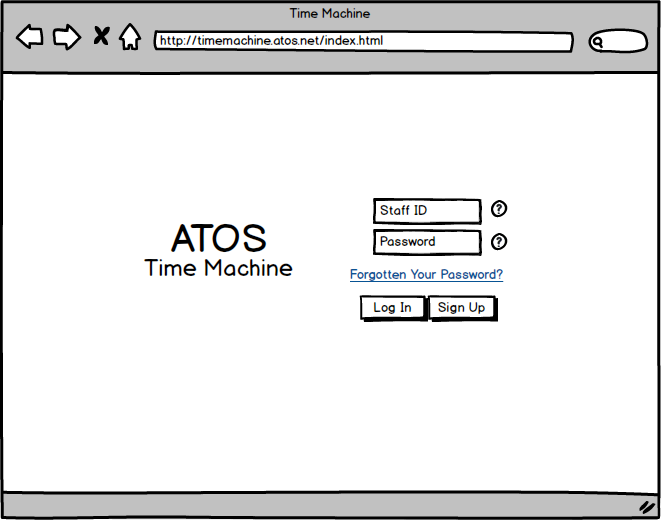 Time Machine
http://timemachine.atos.net/index.html
Staff ID
?
ATOS
Password
?
Time Machine
Forgotten Your Password?
Log In
Sign Up